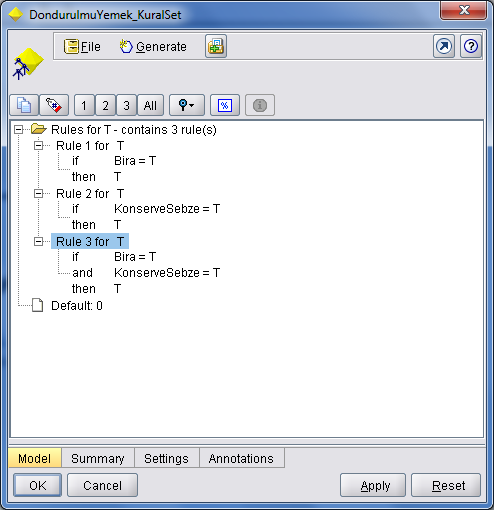 DondurulmuYemek_KuralSet
File Generate
1 2 3 All %
Rules for T - contains 3 rule(s)
Rule 1 for T
if Bira = T
then T
Rule 2 for T
if KonserveSebze = T
then T
Rule 3 for T
if Bira = T
and KonserveSebze = T
then T
Default: 0
Model Summary Settings Annotations
OK Cancel Apply Reset